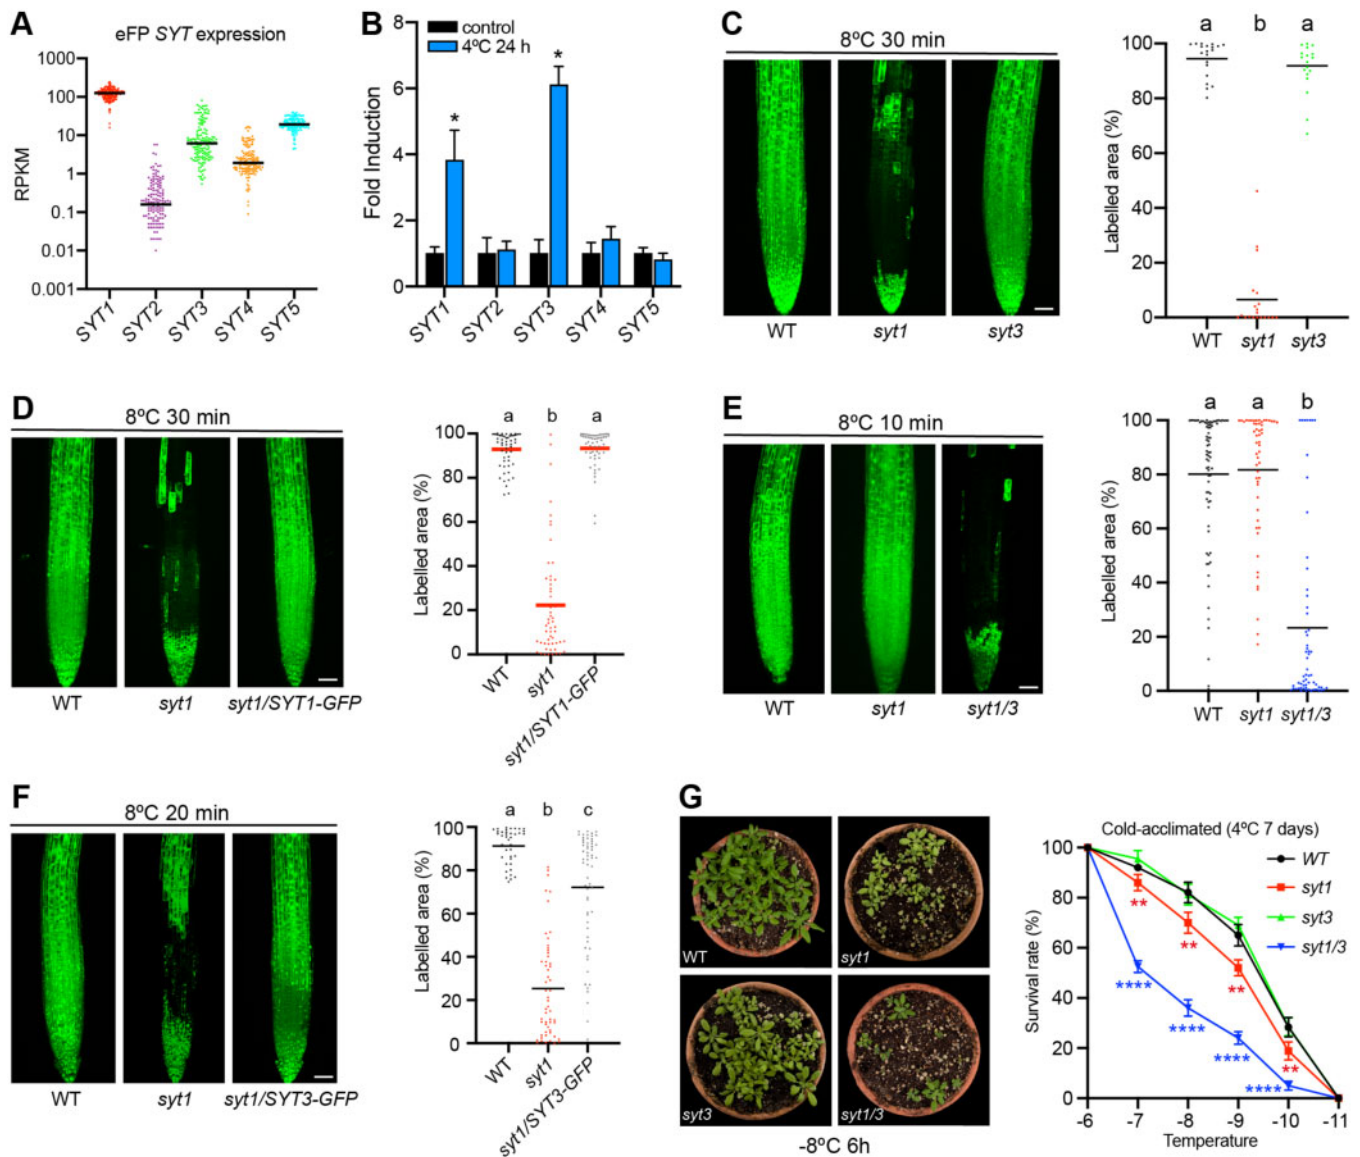 A
eFP SYT expression
RPKM
1000
100
10
1
0.1
0.01
0.001
SYT1
SYT2
SYT3
SYT4
SYT5
B
control
4ºC 24 h
Fold Induction
8
6
4
2
0
*
*
SYT1
SYT2
SYT3
SYT4
SYT5
C
8ºC 30 min
WT
syt1
syt3
Labelled area (%)
100
80
60
40
20
0
a
b
a
WT
syt1
syt3
D
8ºC 30 min
WT
syt1
syt1/SYT1-GFP
Labelled area (%)
100
80
60
40
20
0
a
b
a
WT
syt1
syt1/SYT1-GFP
E
8ºC 10 min
WT
syt1
syt1/3
Labelled area (%)
100
80
60
40
20
0
a
a
b
WT
syt1
syt1/3
F
8ºC 20 min
WT
syt1
syt1/SYT3-GFP
Labelled area (%)
100
80
60
40
20
0
a
b
c
WT
syt1
syt1/SYT3-GFP
G
WT
syt1
syt3
syt1/3
-8ºC 6h
Cold-acclimated (4ºC 7 days)
Survival rate (%)
100
80
60
40
20
0
WT
syt1
syt3
syt1/3
**
**
**
**
****
****
****
****
-6
-7
-8
-9
-10
-11
Temperature